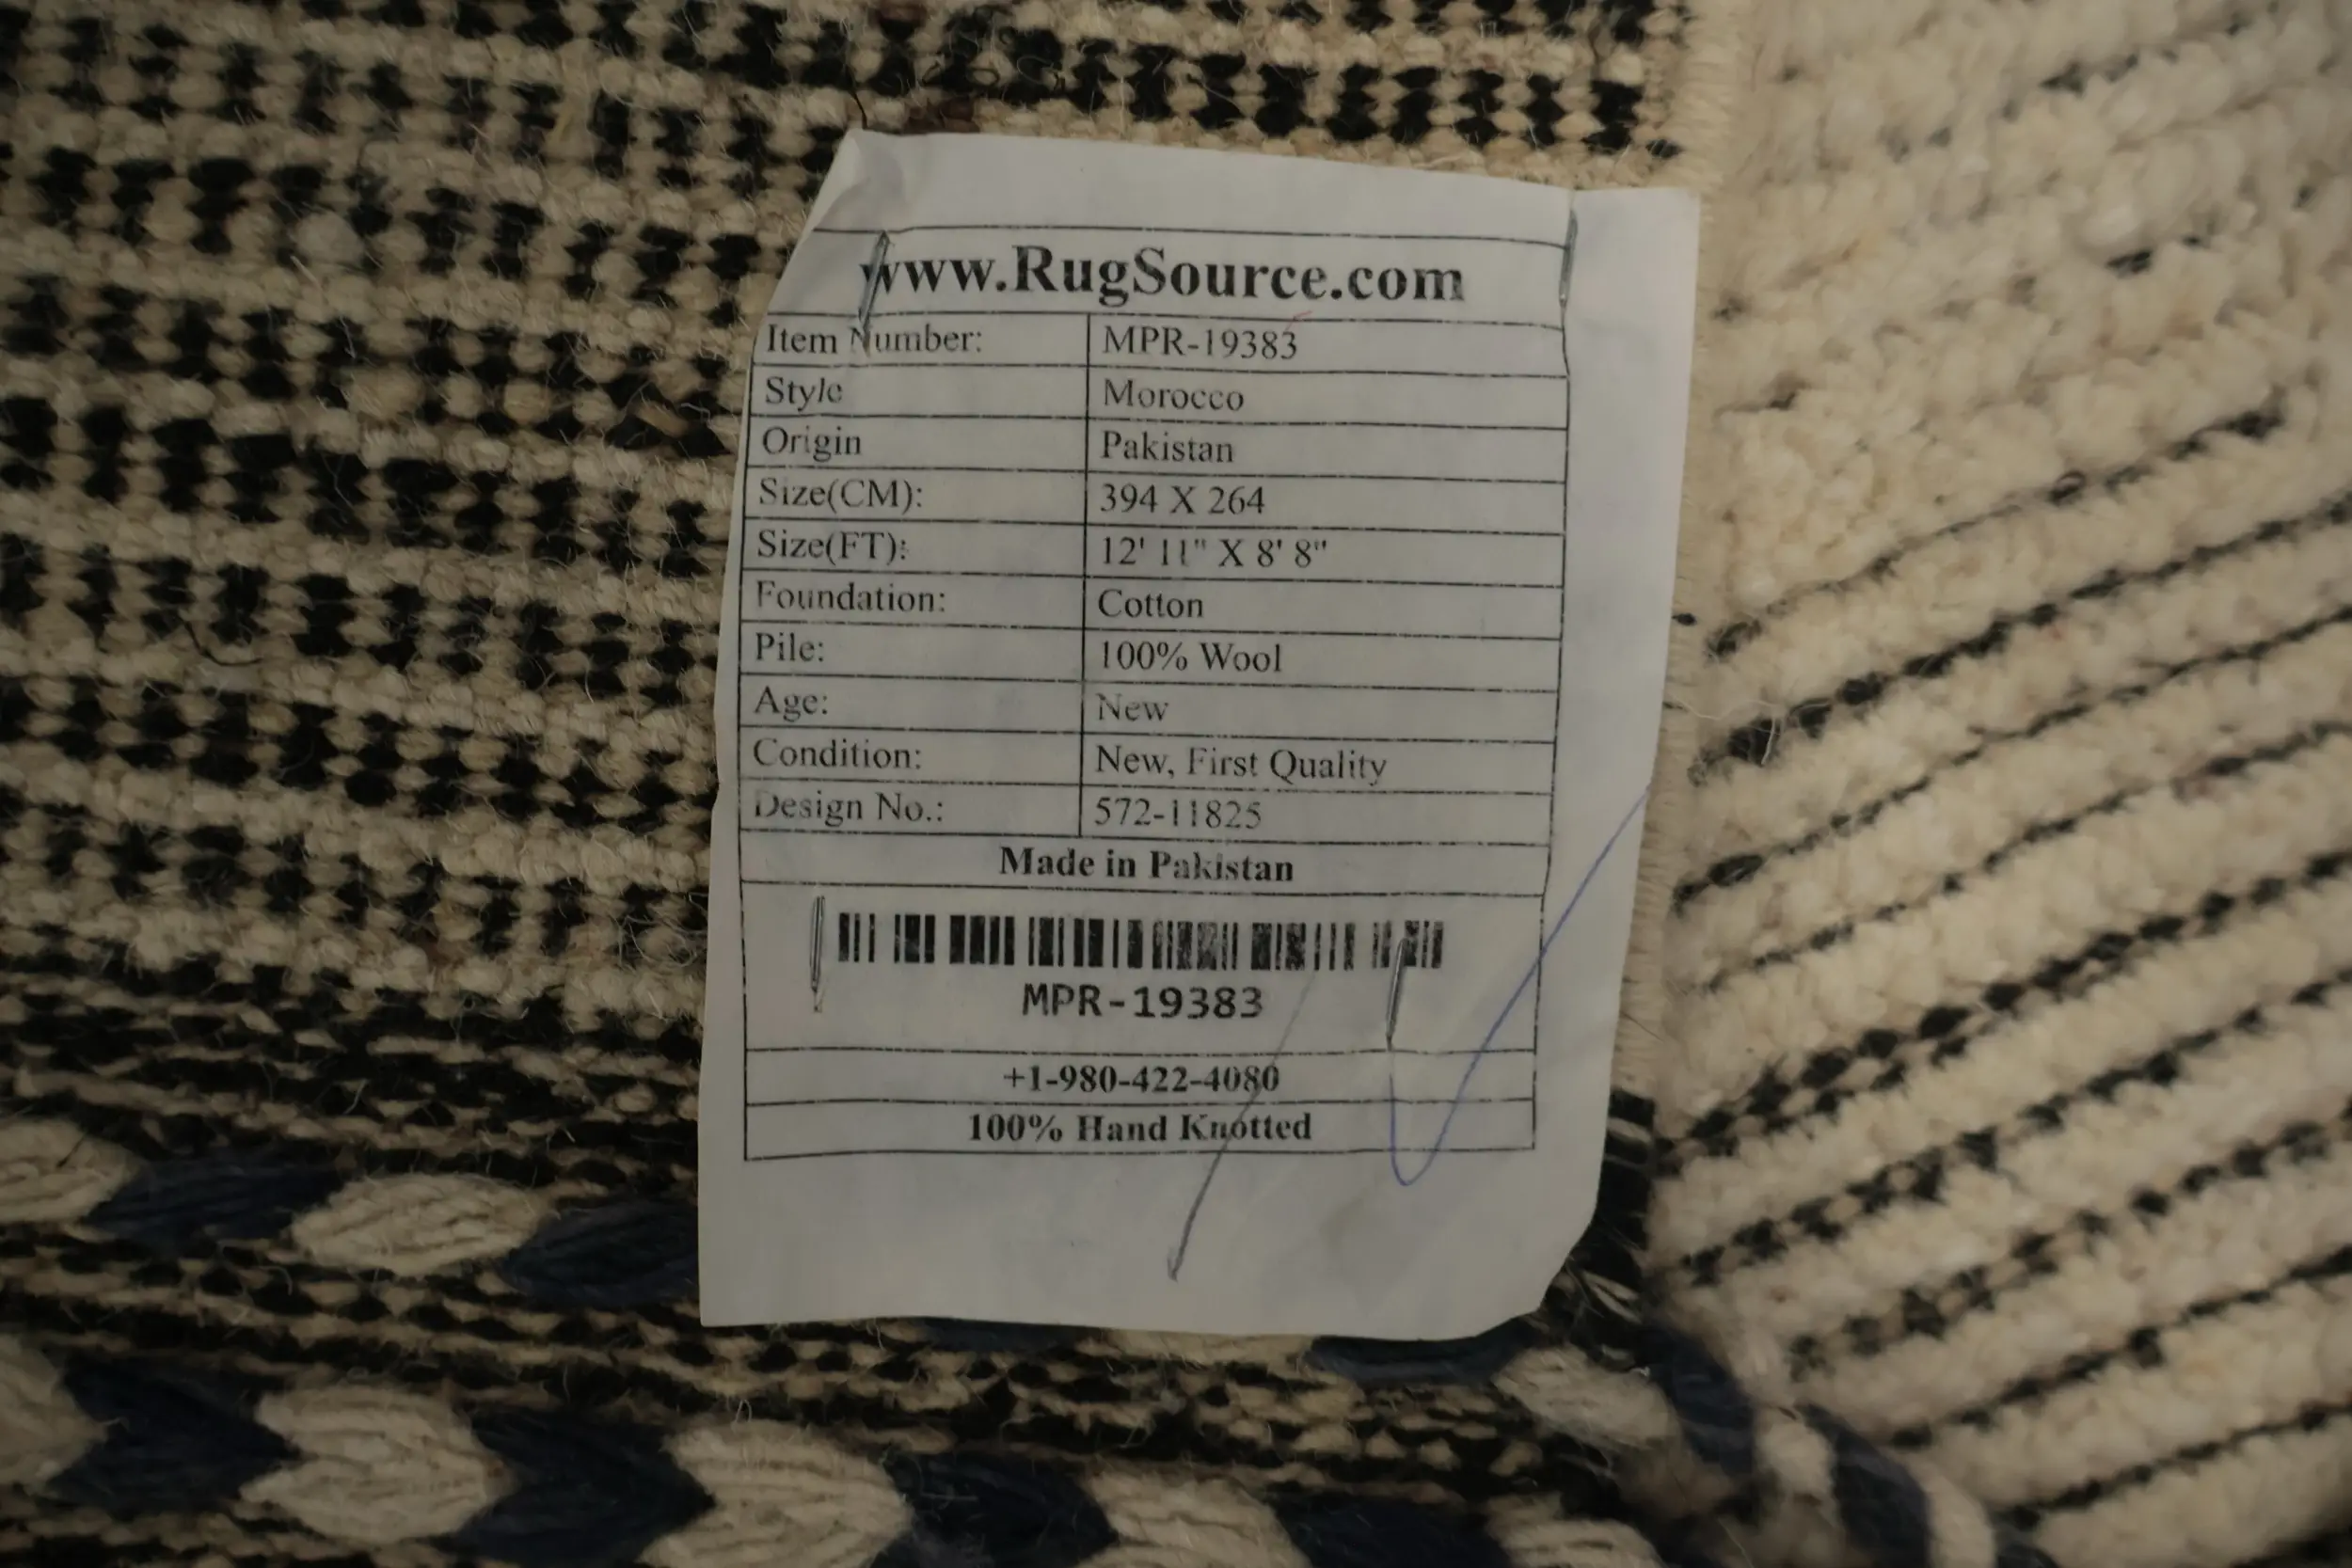 www.RugSource.com
Item Number: MPR-19383
Style Morocco
Origin Pakistan
Size(CM): 394 X 264
Size(FT): 12' 11" X 8' 8"
Foundation: Cotton
Pile: 100% Wool
Age: New
Condition: New, First Quality
Design No.: 572-11825
Made in Pakistan
MPR-19383
+1-980-422-4080
100% Hand Knotted